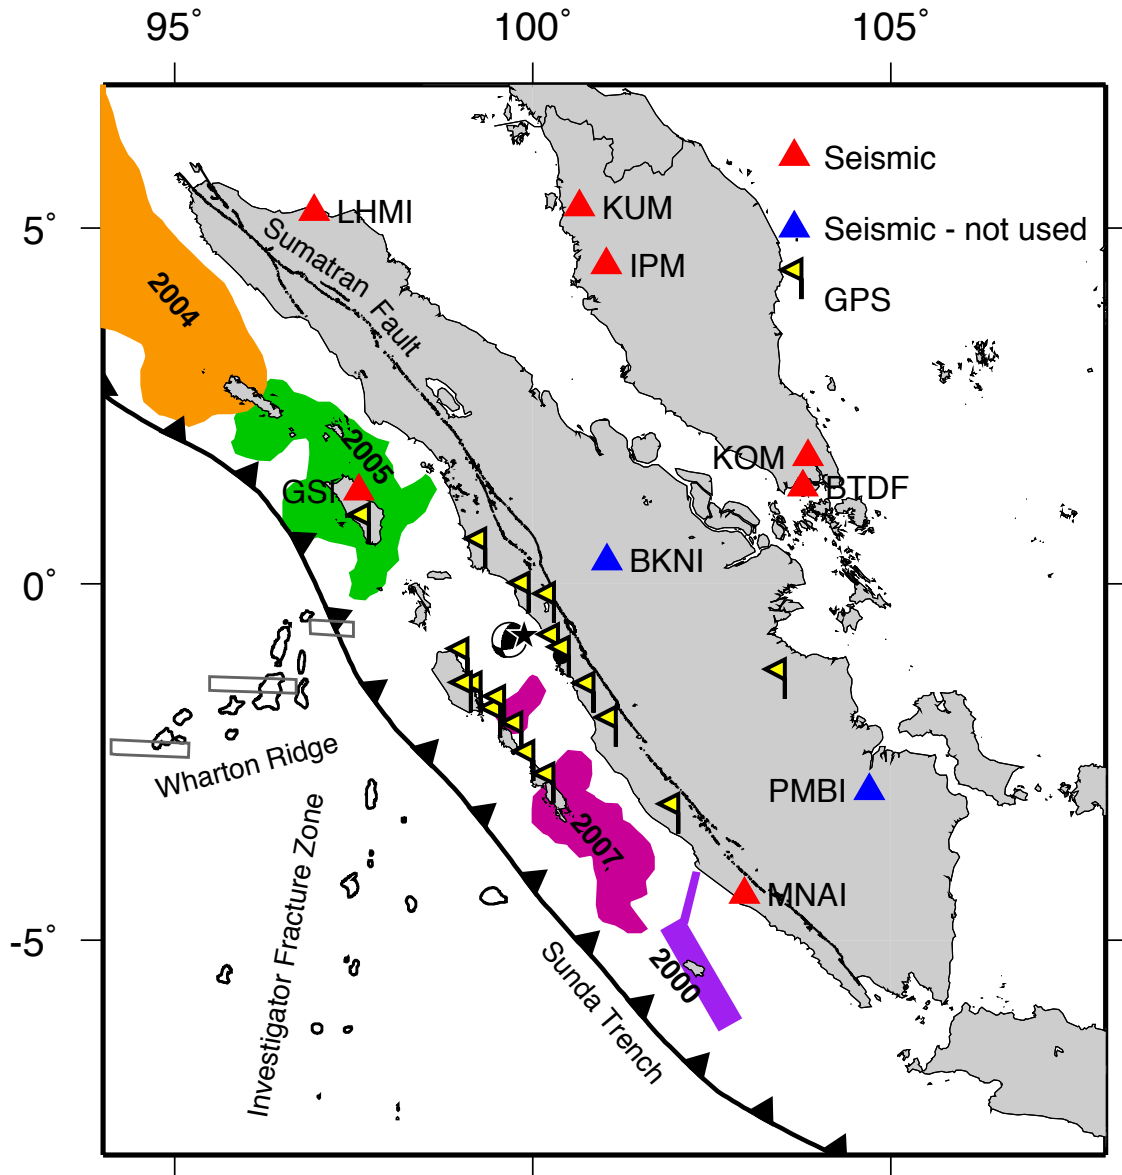 95°
100°
105°
Seismic
LHMI
KUM
Seismic - not used
5°
Sumatran Fault
IPM
2004
GPS
2005
KOM
GSI
BTDF
BKNI
0°
Wharton Ridge
PMBI
2007
Investigator Fracture Zone
MNAI
-5°
2000
Sunda Trench